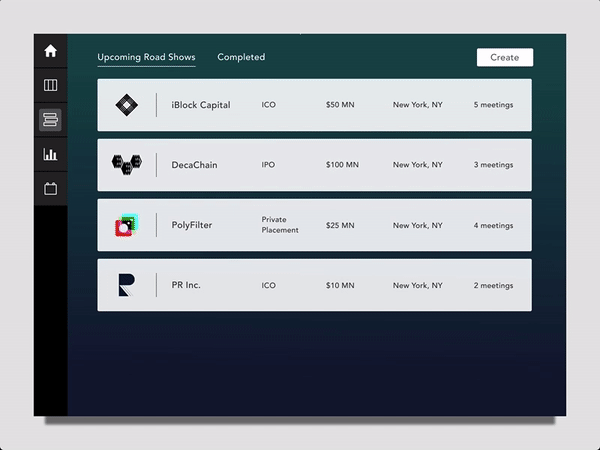 Upcoming Road Shows Completed Create
iBlock Capital ICO $50 MN New York, NY 5 meetings
DecaChain IPO $100 MN New York, NY 3 meetings
PolyFilter Private Placement $25 MN New York, NY 4 meetings
PR Inc. ICO $10 MN New York, NY 2 meetings